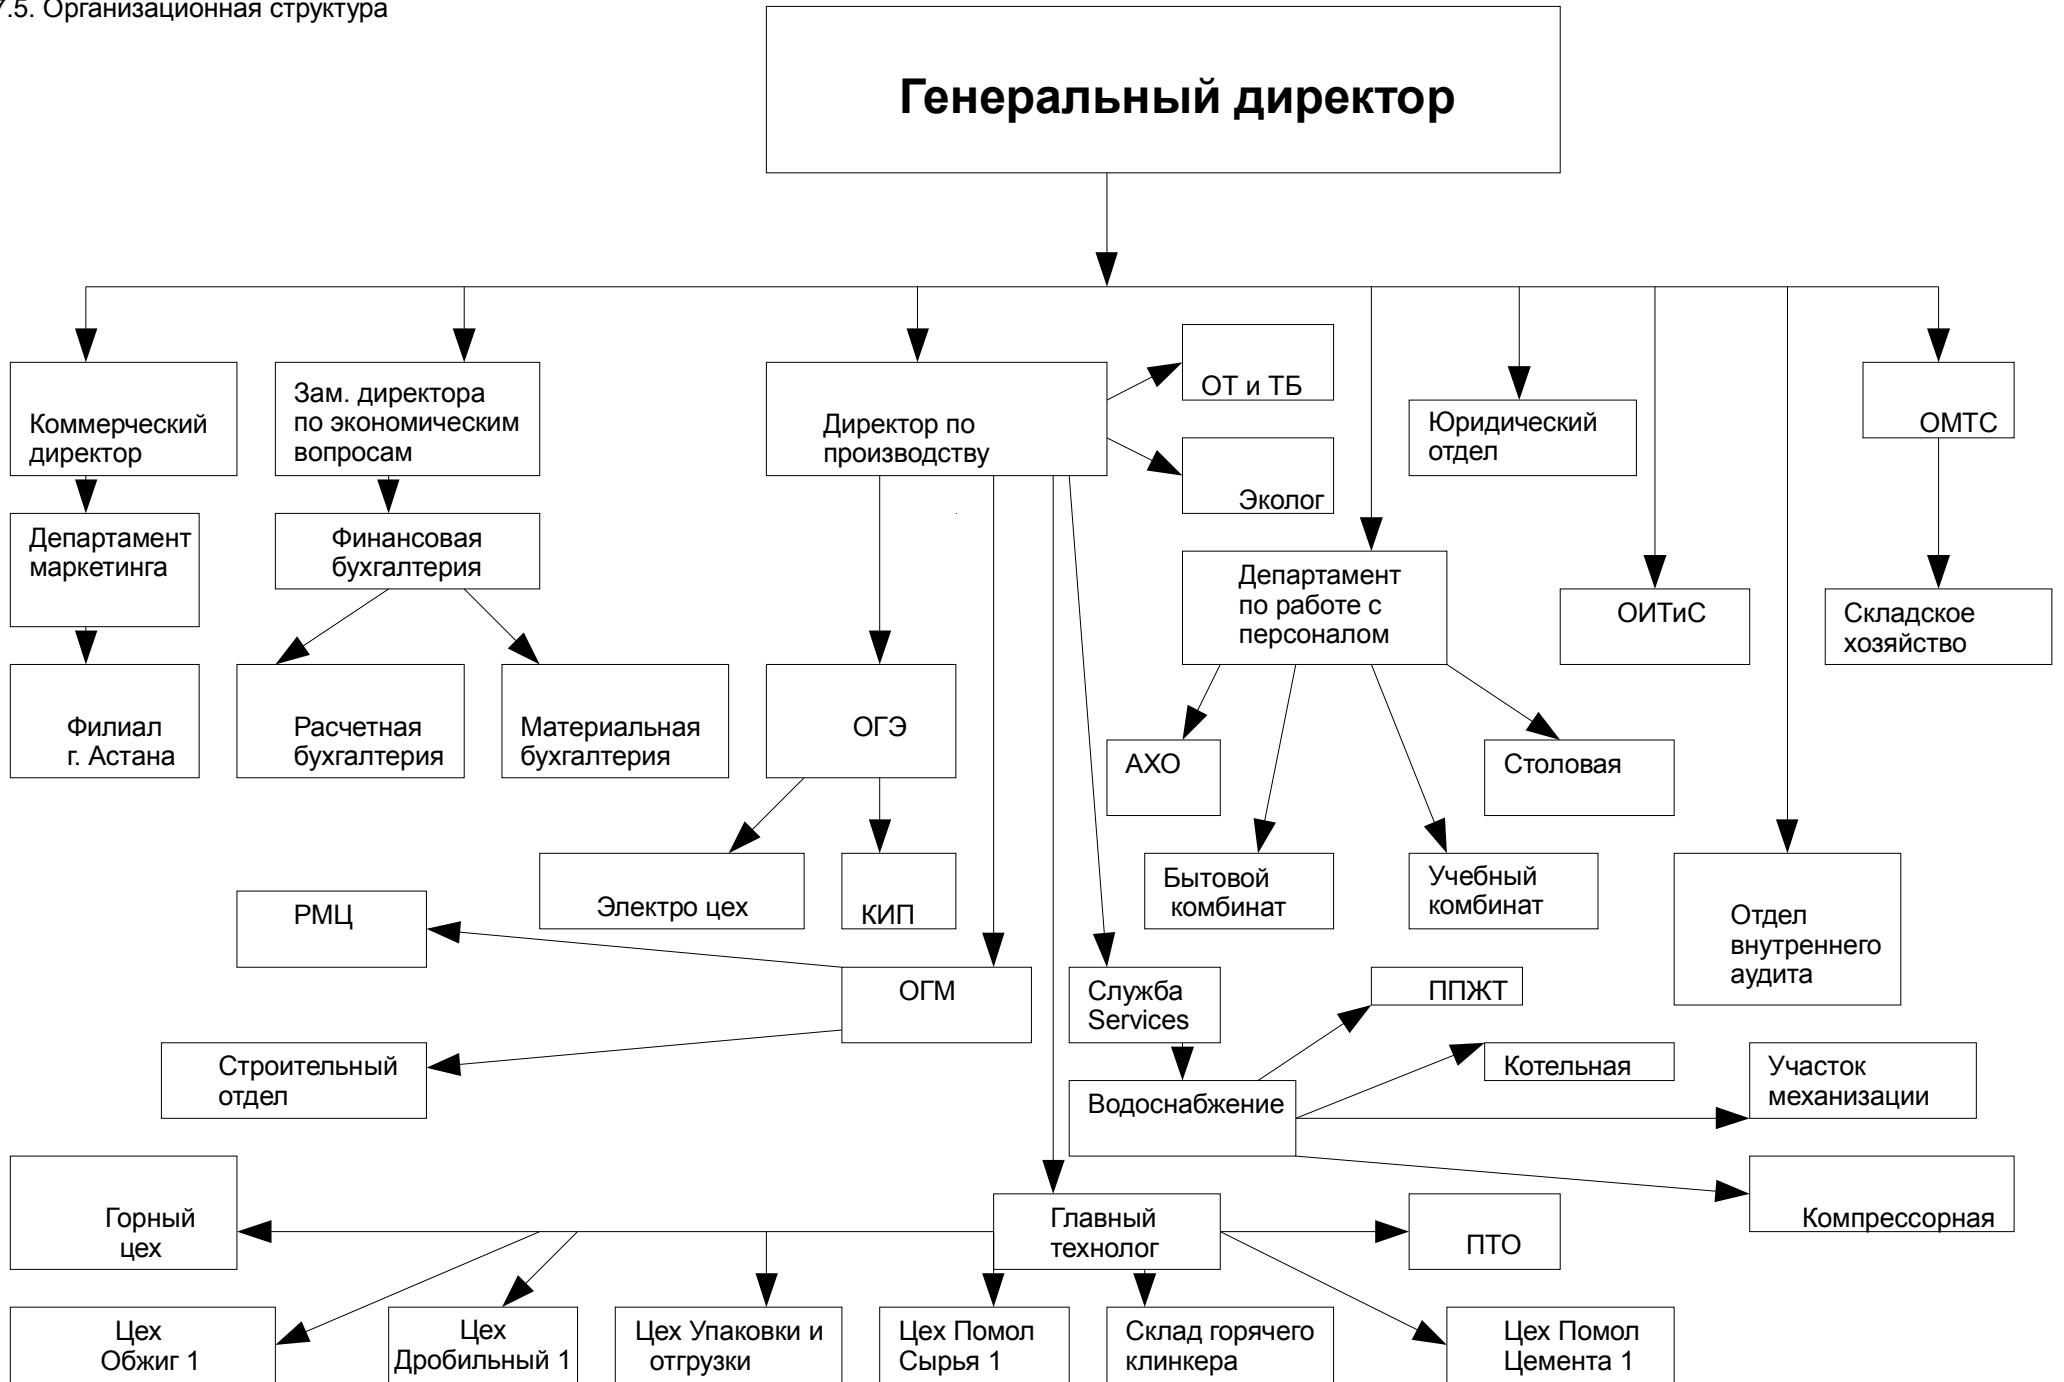 7.5. Организационная структура
Генеральный директор
Коммерческий
директор
Зам. директора
по экономическим
вопросам
Директор по
производству
ОТ и ТБ
Эколог
Юридический
отдел
ОМТС
Департамент
маркетинга
Финансовая
бухгалтерия
Департамент
по работе с
персоналом
ОИТиС
Складское
хозяйство
Филиал
г. Астана
Расчетная
бухгалтерия
Материальная
бухгалтерия
ОГЭ
АХО
Столовая
Электро цех
КИП
Бытовой
комбинат
Учебный
комбинат
Отдел
внутреннего
аудита
РМЦ
ОГМ
Служба
Services
ППЖТ
Строительный
отдел
Водоснабжение
Котельная
Участок
механизации
Горный
цех
Главный
технолог
ПТО
Компрессорная
Цех
Обжиг 1
Цех
Дробильный 1
Цех Упаковки и
отгрузки
Цех Помол
Сырья 1
Склад горячего
клинкера
Цех Помол
Цемента 1